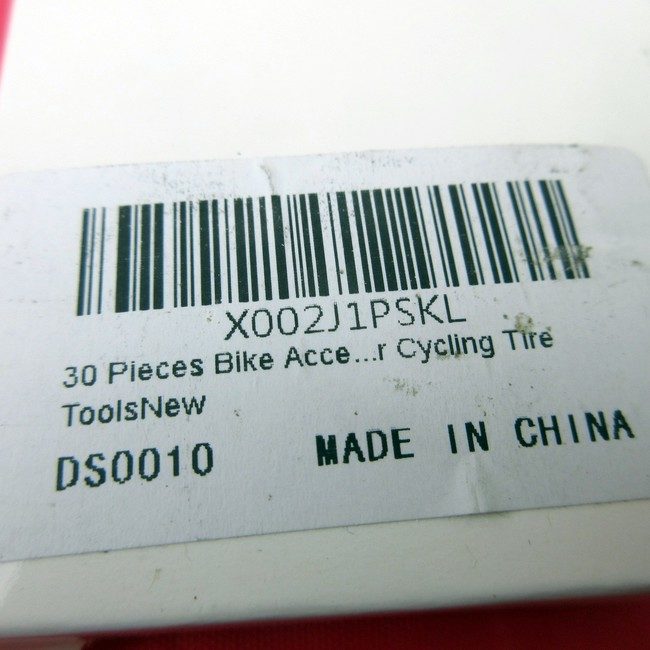 X002J1PSKL
30 Pieces Bike Acce...r Cycling Tire
ToolsNew
DS0010 MADE IN CHINA